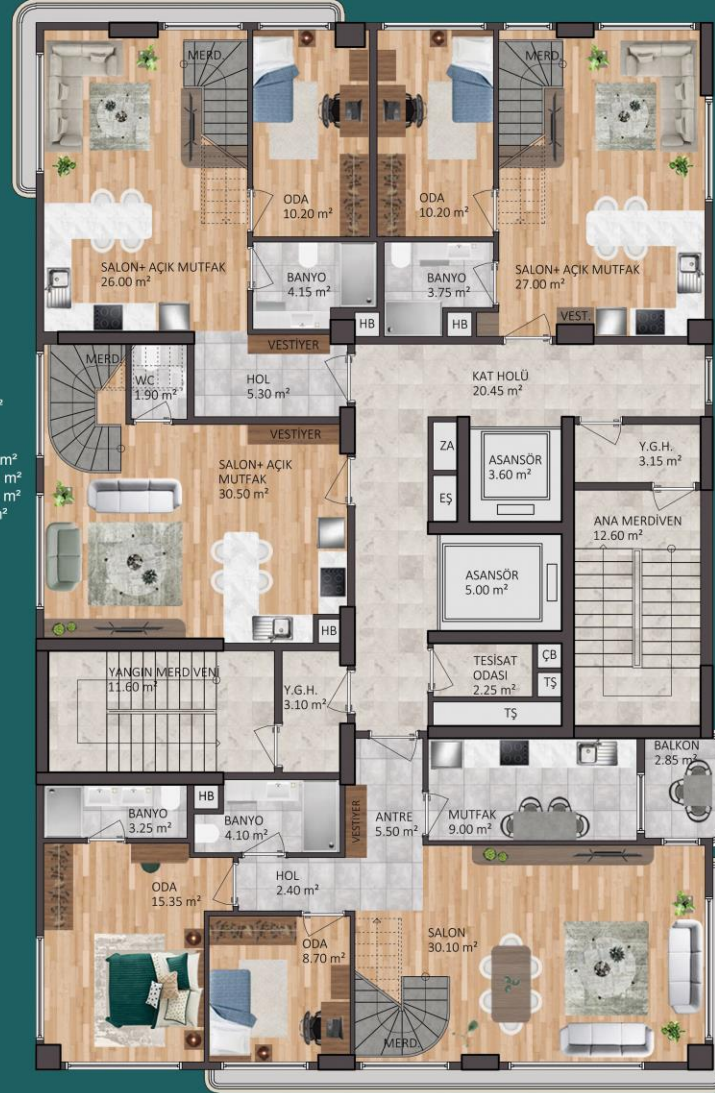 MERD.
MERD.
ODA
10.20 m²
ODA
10.20 m²
SALON+ AÇIK MUTFAK
26.00 m²
BANYO
4.15 m²
BANYO
3.75 m²
SALON+ AÇIK MUTFAK
27.00 m²
HB
HB
VEST.
VESTİYER
MERD.
WC
1.90 m²
HOL
5.30 m²
KAT HOLÜ
20.45 m²
m²
m²
m²
m²
VESTİYER
SALON+ AÇIK
MUTFAK
30.50 m²
ZA
EŞ
ASANSÖR
3.60 m²
Y.G.H.
3.15 m²
ANA MERDİVEN
12.60 m²
ASANSÖR
5.00 m²
HB
YANGIN MERD VENİ
11.60 m²
Y.G.H.
3.10 m²
TESİSAT
ODASI
2.25 m²
ÇB
TŞ
TŞ
BALKON
2.85 m²
HB
BANYO
3.25 m²
BANYO
4.10 m²
VESTİYER
ANTRE
5.50 m²
MUTFAK
9.00 m²
ODA
15.35 m²
HOL
2.40 m²
ODA
8.70 m²
SALON
30.10 m²
MERD.